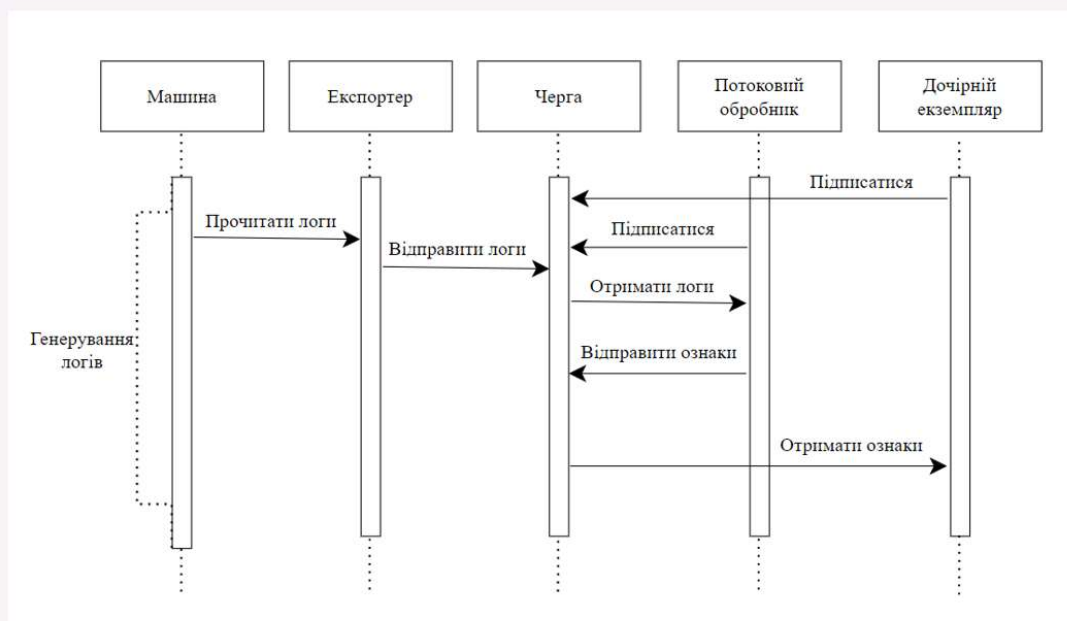 Машина
Експортер
Черга
Потоковий
обробник
Дочірній
екземпляр
Підписатися
Прочитати логи
Підписатися
Відправити логи
Отримати логи
Генерування
логів
Відправити ознаки
Отримати ознаки